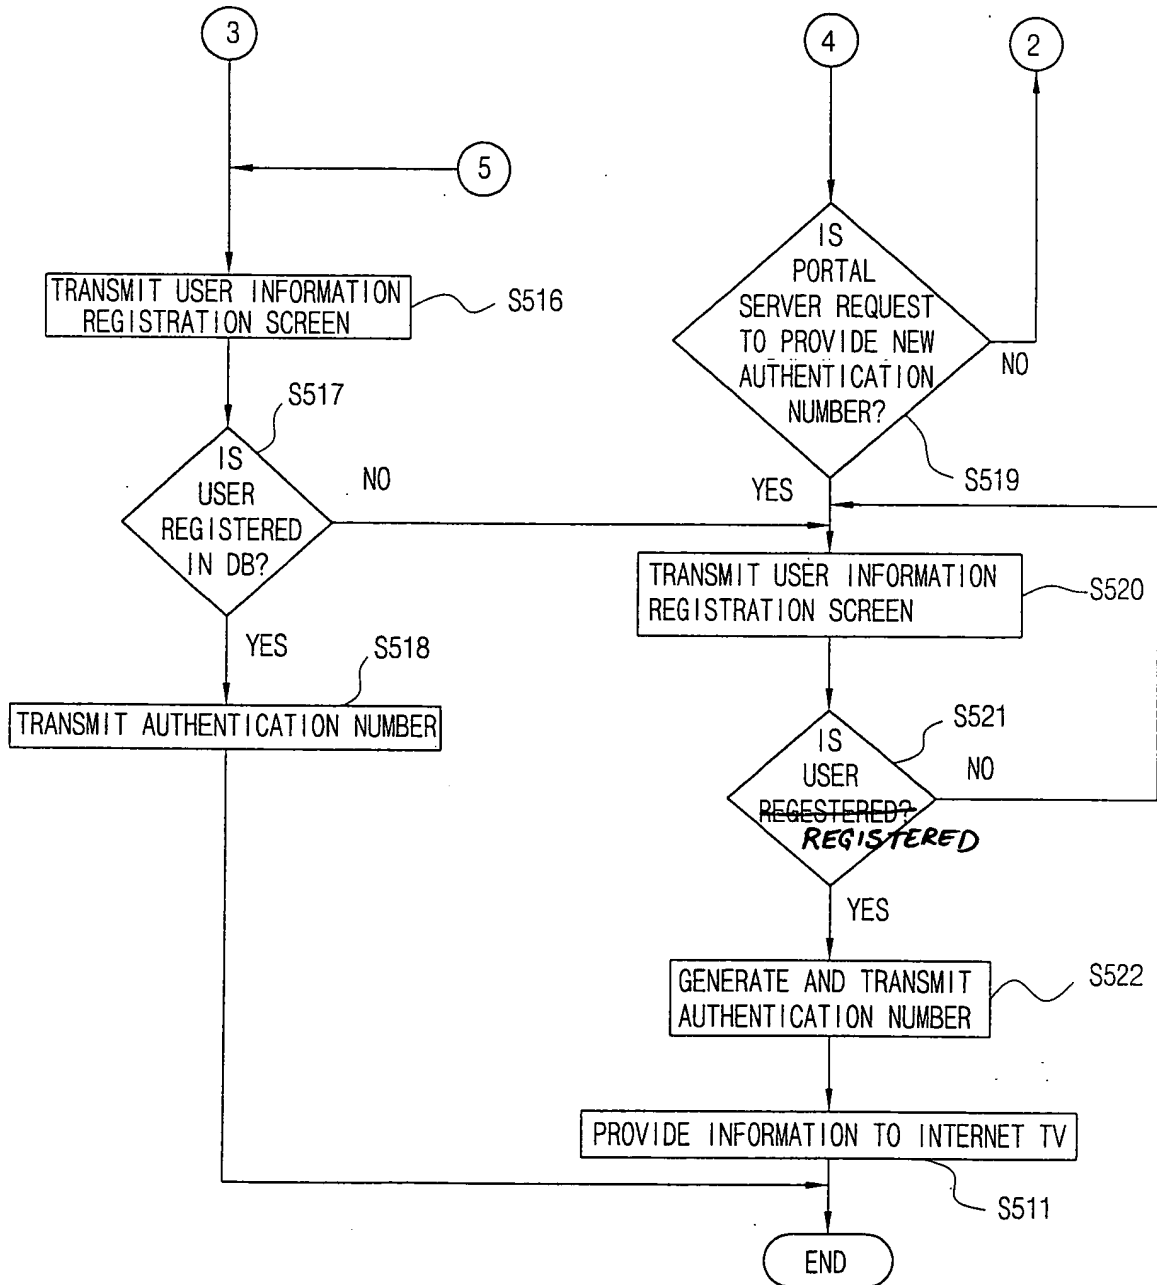 3
4
2
5
TRANSMIT USER INFORMATION
REGISTRATION SCREEN
S516
IS
PORTAL
SERVER REQUEST
TO PROVIDE NEW
AUTHENTICATION
NUMBER?
NO
S519
YES
S517
IS
USER
REGISTERED
IN DB?
NO
YES
TRANSMIT USER INFORMATION
REGISTRATION SCREEN
S520
S518
TRANSMIT AUTHENTICATION NUMBER
S521
IS
USER
REGESTERED?
REGISTERED
NO
YES
GENERATE AND TRANSMIT
AUTHENTICATION NUMBER
S522
PROVIDE INFORMATION TO INTERNET TV
S511
END